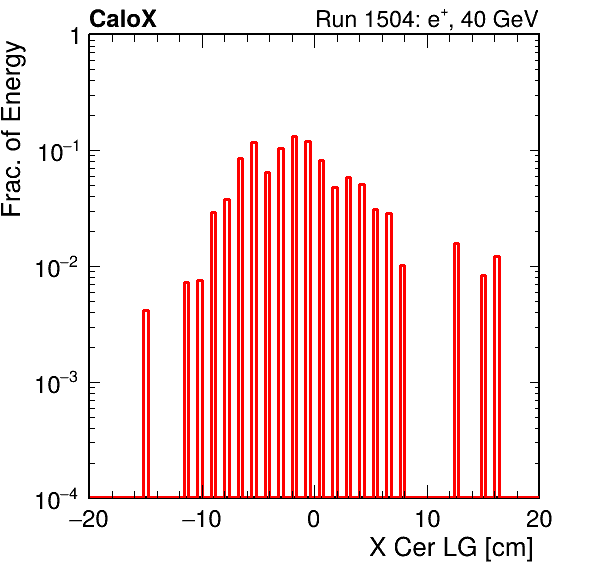 CaloX Run 1504: e⁺, 40 GeV
Frac. of Energy
1
10⁻¹
10⁻²
10⁻³
10⁻⁴
−20 −10 0 10 20
X Cer LG [cm]